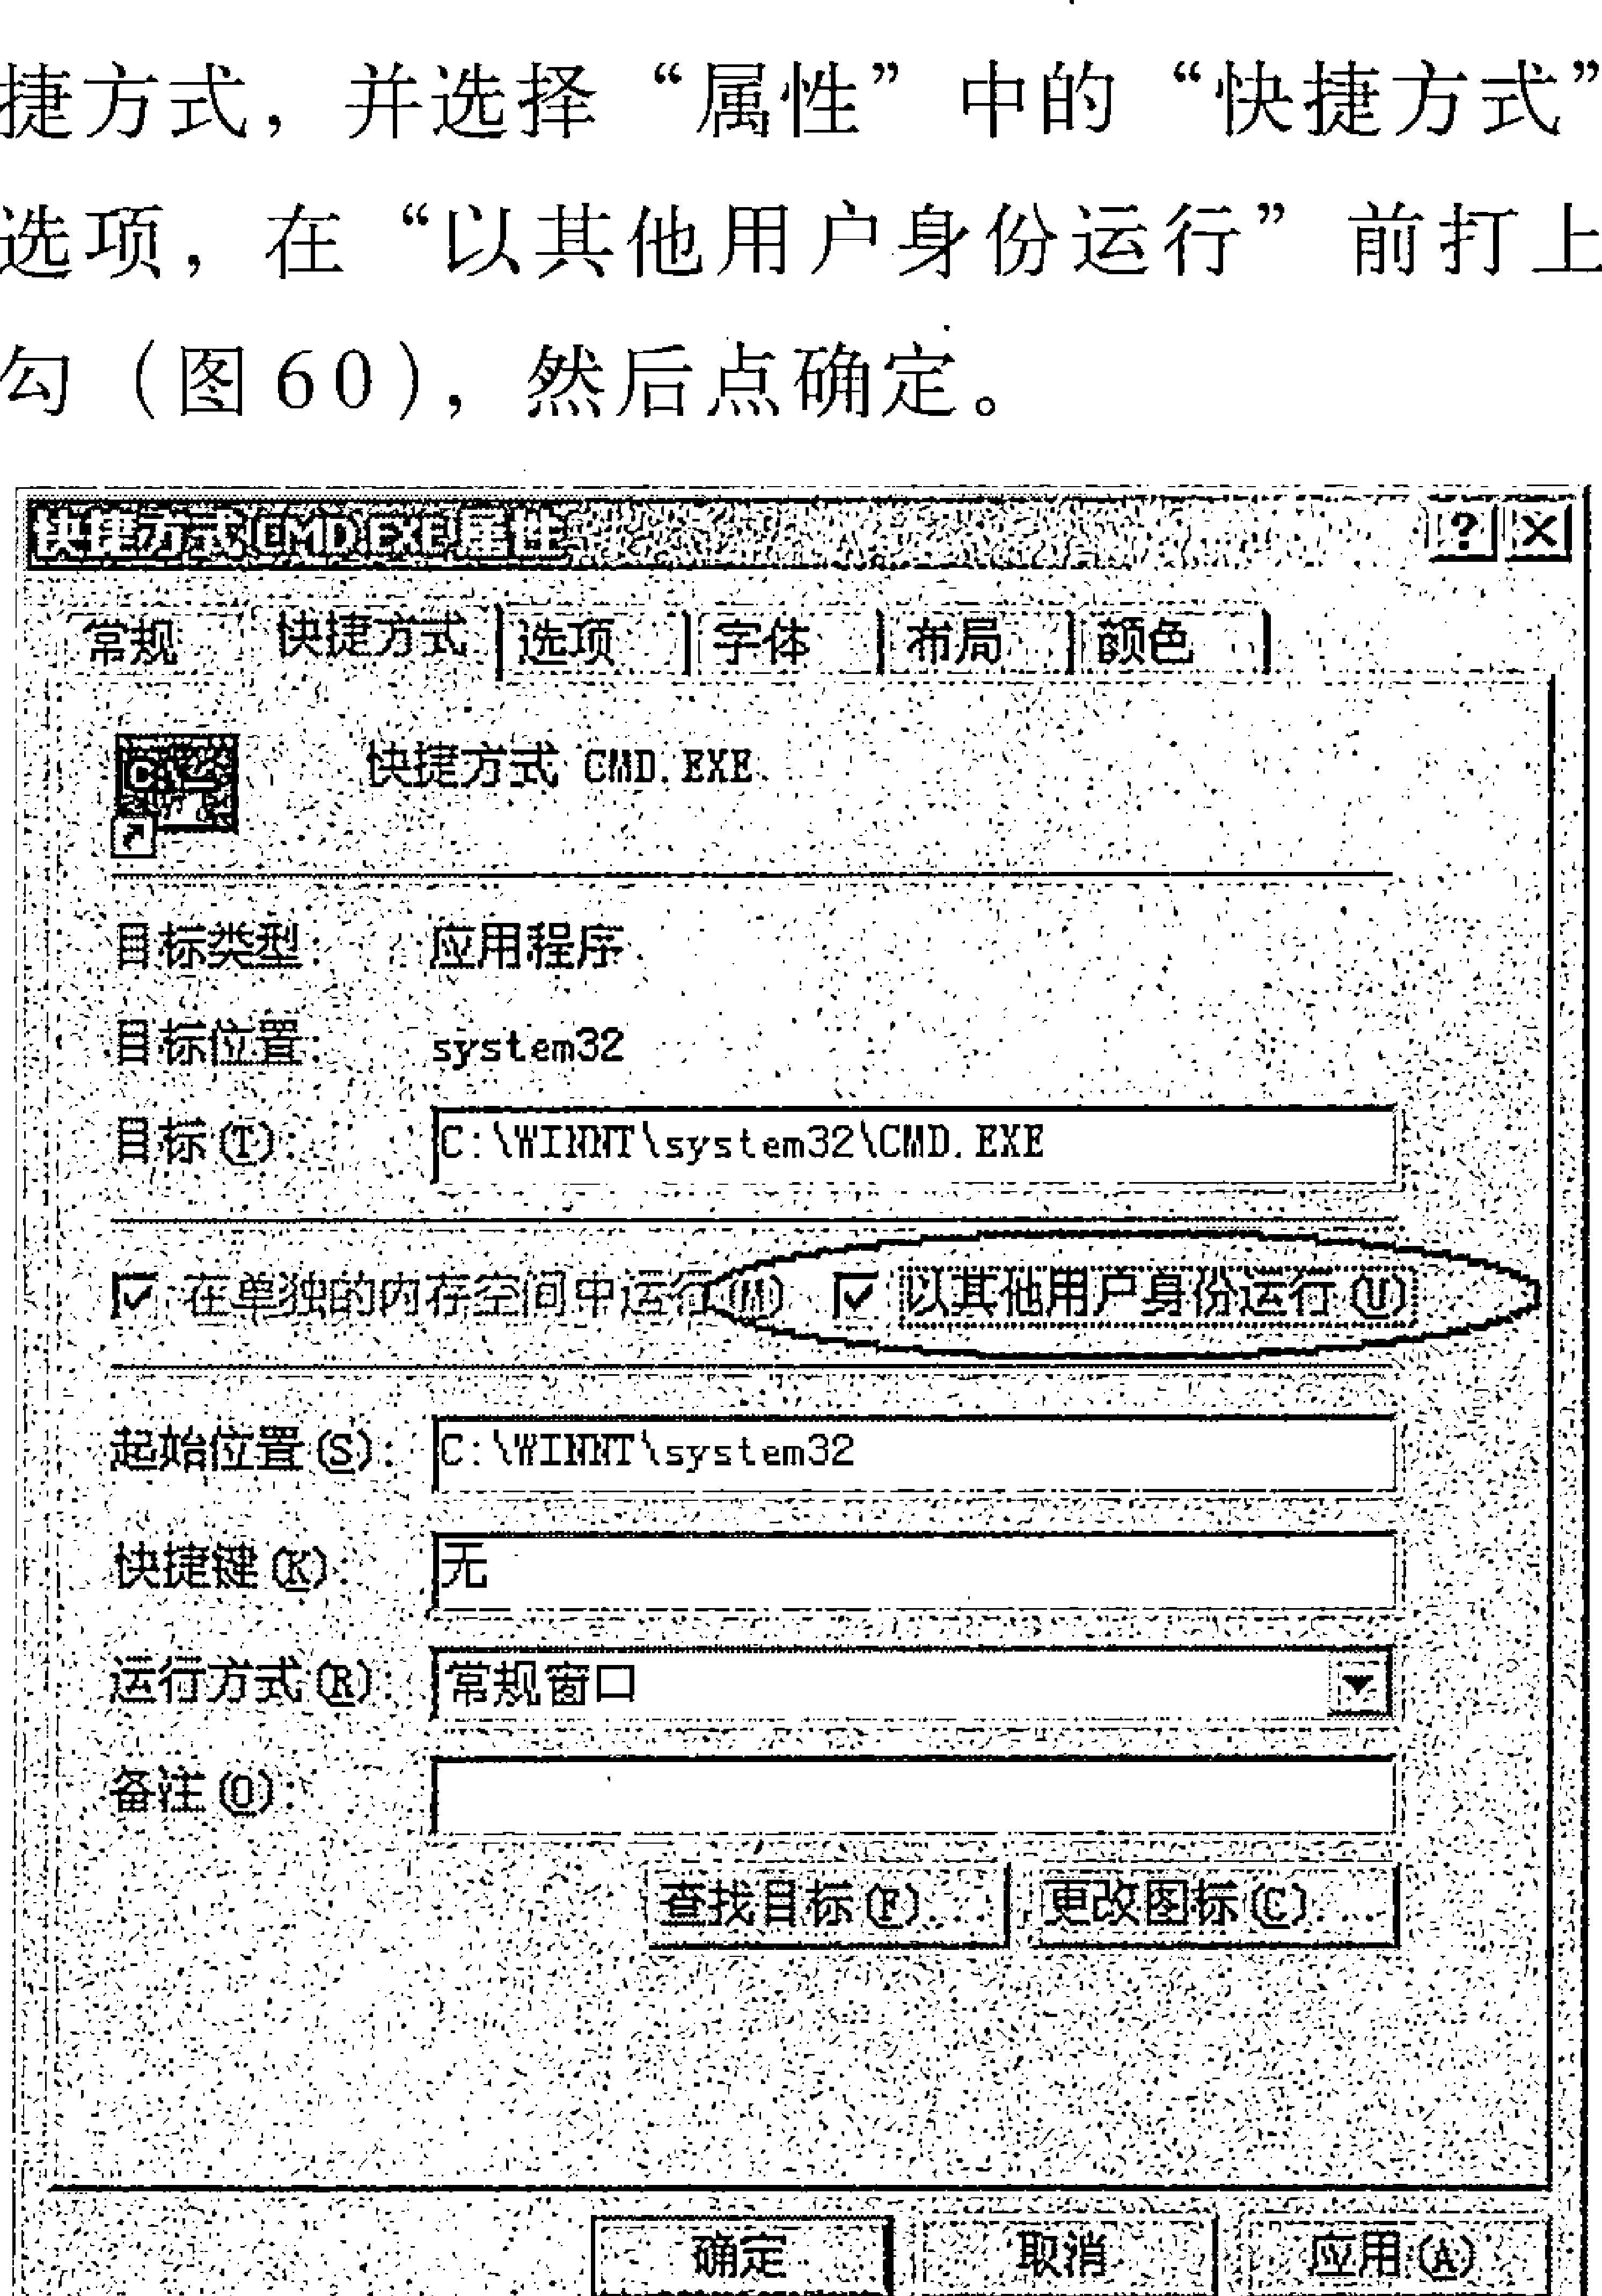 捷方式，并选择“属性”中的“快捷方式”
选项，在“以其他用户身份运行”前打上
勾（图60），然后点确定。
快捷方式 CMD.EXE 属性
常规 快捷方式 选项 字体 布局 颜色
快捷方式 CMD.EXE
目标类型: 应用程序
目标位置: system32
目标(T): C:\WINNT\system32\CMD.EXE
在单独的内存空间中运行(M) 以其他用户身份运行(U)
起始位置(S): C:\WINNT\system32
快捷键(K): 无
运行方式(R): 常规窗口
备注(O):
查找目标(F)... 更改图标(C)...
确定 取消 应用(A)